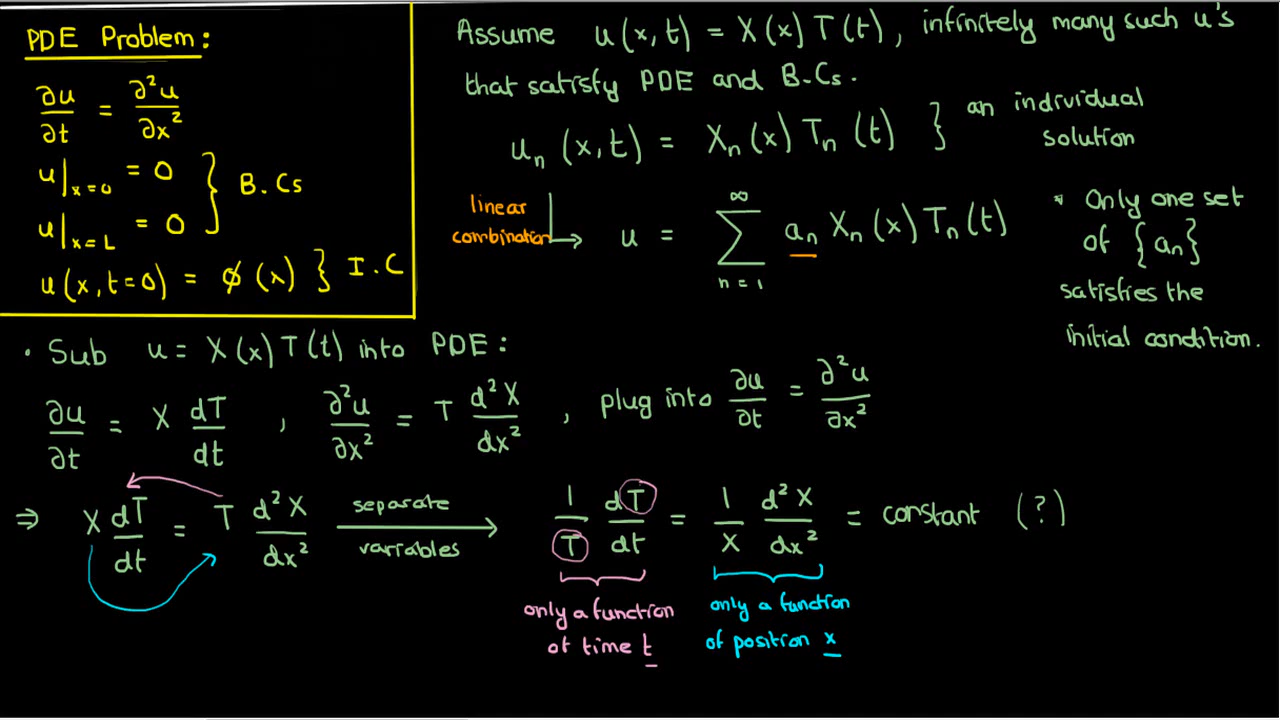 PDE Problem:
∂u/∂t = ∂²u/∂x²
u|x=0 = 0
u|x=L = 0 } B.Cs
u(x,t=0) = ϕ(x) } I.C
Assume u(x,t) = X(x)T(t), infinitely many such u's
that satisfy PDE and B.Cs.
uₙ(x,t) = Xₙ(x)Tₙ(t) } an individual
solution
linear
combination
u = ∑ₙ₌₁^∞ aₙ Xₙ(x)Tₙ(t)
* Only one set
of {aₙ}
satisfies the
initial condition.
· Sub u = X(x)T(t) into PDE:
∂u/∂t = X dT/dt , ∂²u/∂x² = T d²X/dx² , plug into ∂u/∂t = ∂²u/∂x²
⇒ X dT/dt = T d²X/dx² separate variables → 1/T dT/dt = 1/X d²X/dx² = constant (?)
only a function
of time t
only a function
of position x